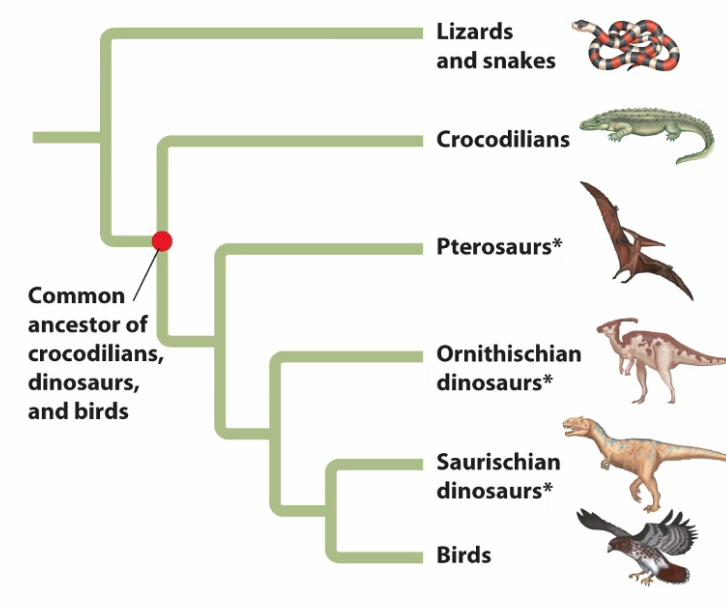 Lizards
and snakes
Crocodilians
Pterosaurs*
Common
ancestor of
crocodilians,
dinosaurs,
and birds
Ornithischian
dinosaurs*
Saurischian
dinosaurs*
Birds